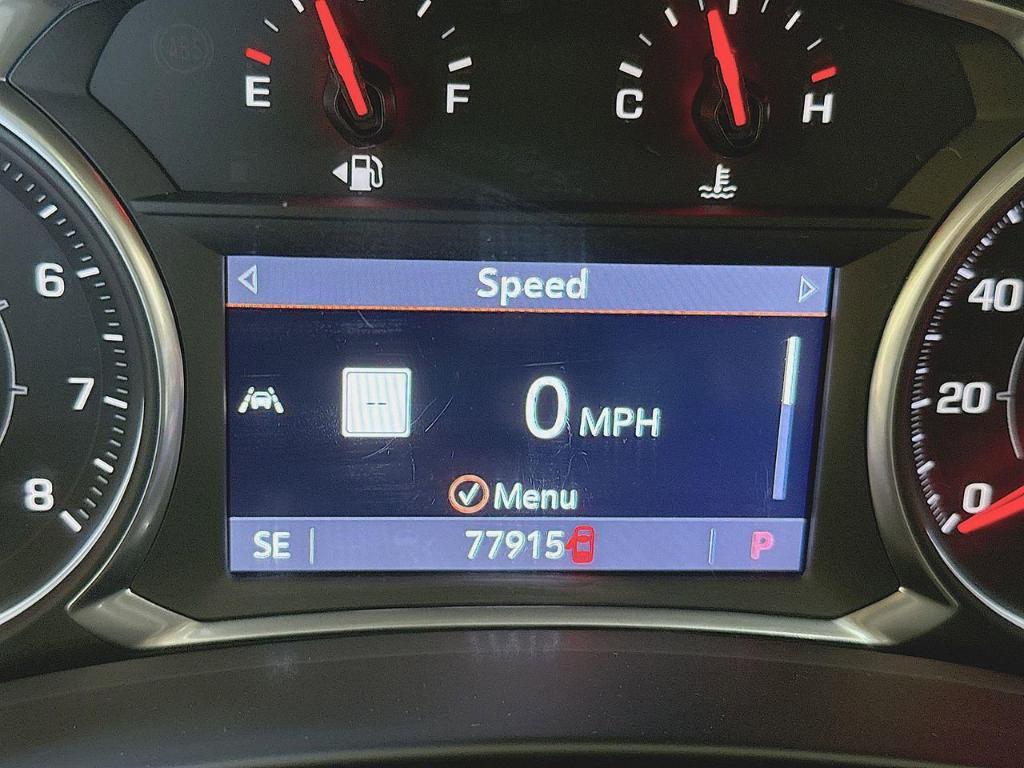 E F
C H
6
7
8
Speed
-- 0 MPH
Menu
SE 77915 P
40
20
0